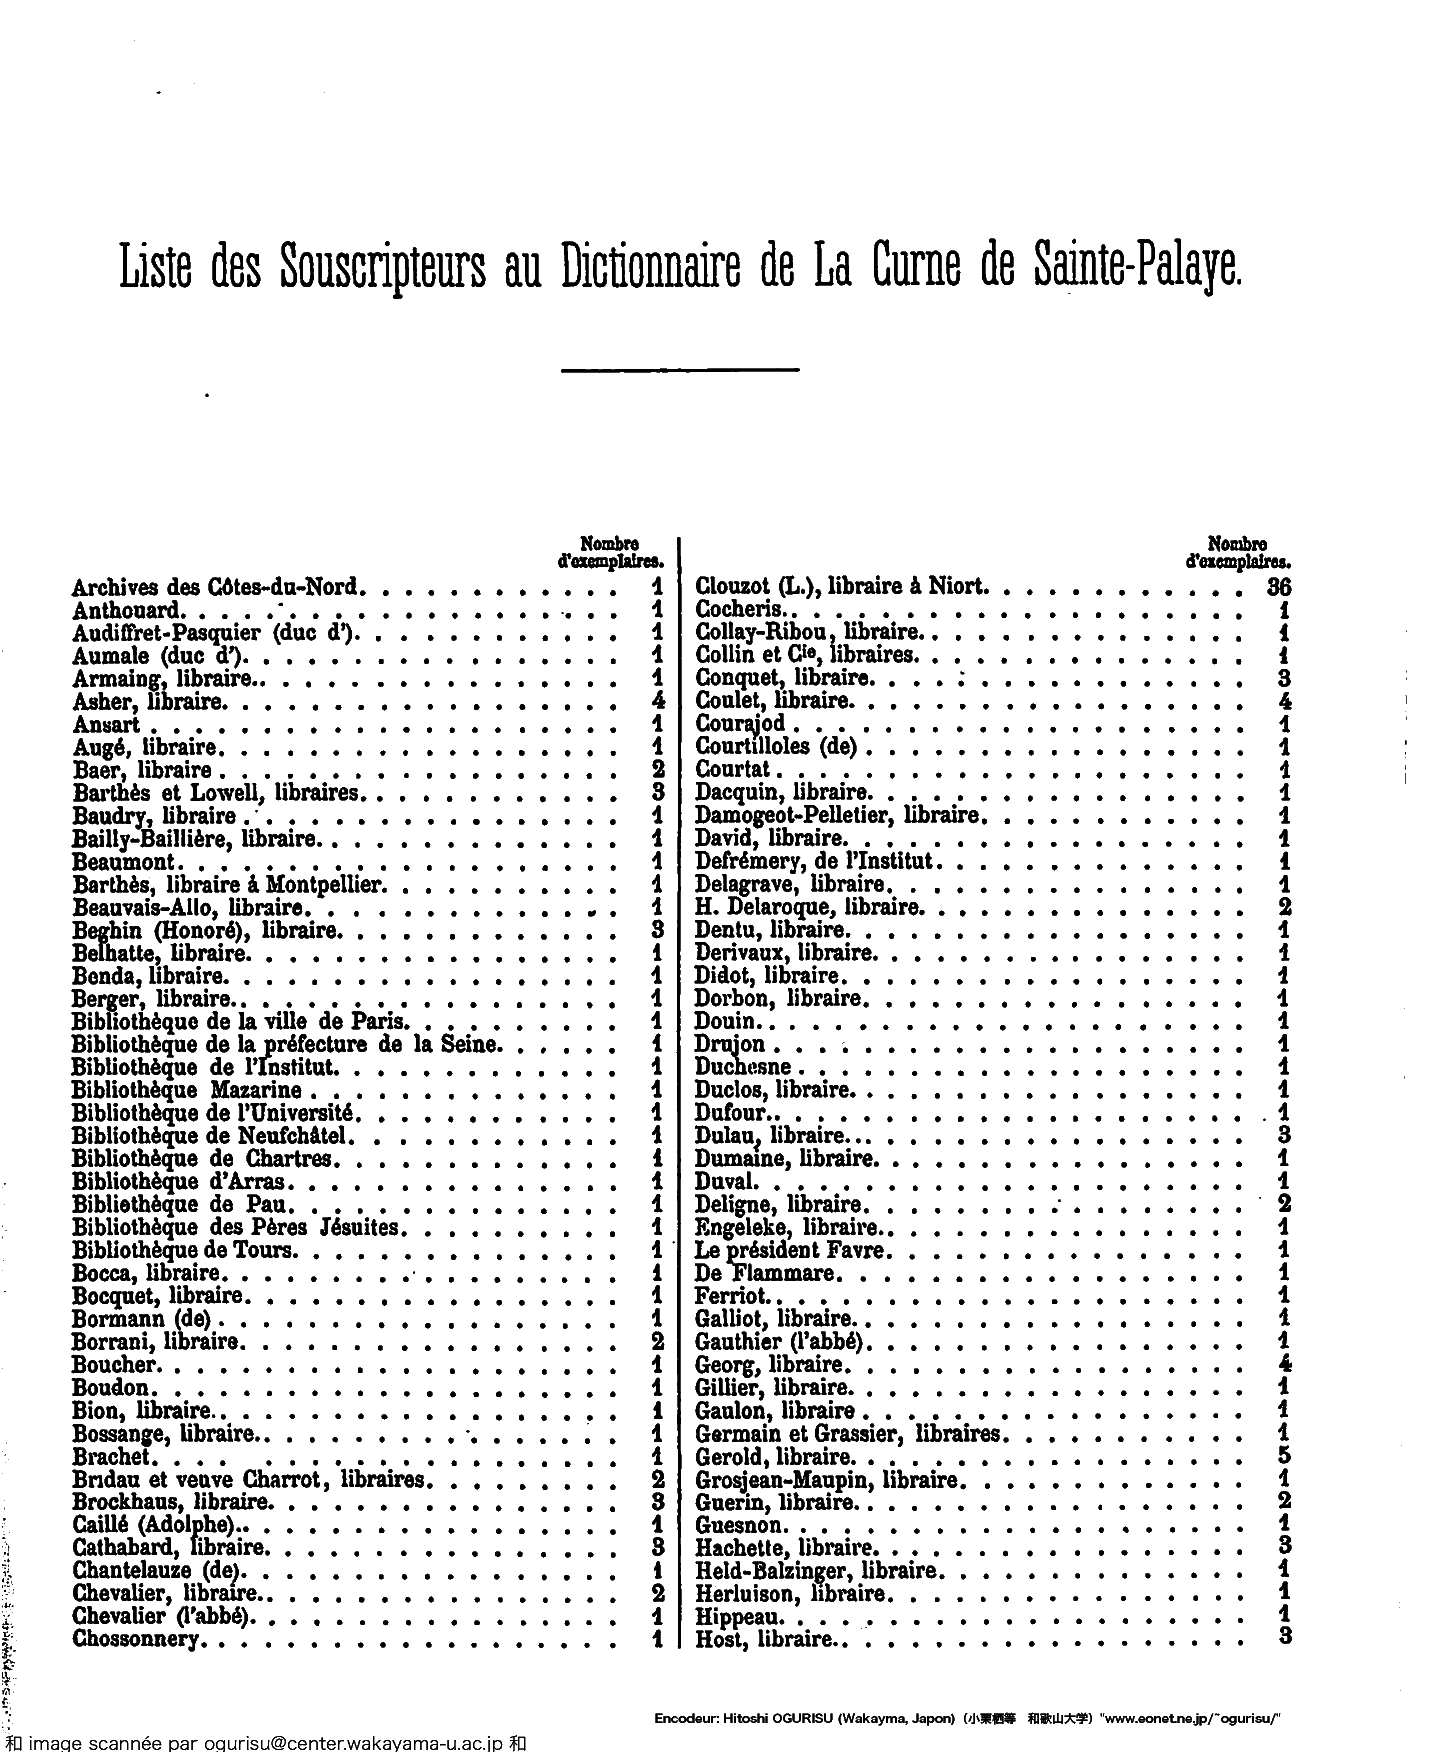 Liste des Souscripteurs au Dictionnaire de La Curne de Sainte-Palaye.
Nombre
d'exemplaires.
Archives des Côtes-du-Nord. 1
Anthouard. 1
Audiffret-Pasquier (duc d'). 1
Aumale (duc d'). 1
Armaing, libraire. 1
Asher, libraire. 4
Ansart 1
Augé, libraire. 1
Baer, libraire 2
Barthès et Lowell, libraires. 3
Baudry, libraire 1
Bailly-Baillière, libraire. 1
Beaumont. 1
Barthès, libraire à Montpellier. 1
Beauvais-Allo, libraire. 1
Beghin (Honoré), libraire. 3
Belhatte, libraire. 1
Benda, libraire. 1
Berger, libraire. 1
Bibliothèque de la ville de Paris. 1
Bibliothèque de la préfecture de la Seine. 1
Bibliothèque de l'Institut. 1
Bibliothèque Mazarine 1
Bibliothèque de l'Université. 1
Bibliothèque de Neufchâtel. 1
Bibliothèque de Chartres. 1
Bibliothèque d'Arras. 1
Bibliothèque de Pau. 1
Bibliothèque des Pères Jésuites. 1
Bibliothèque de Tours. 1
Bocca, libraire. 1
Bocquet, libraire. 1
Bormann (de) 1
Borrani, libraire. 2
Boucher. 1
Boudon. 1
Bion, libraire. 1
Bossange, libraire. 1
Brachet. 1
Bridau et veuve Charrot, libraires. 2
Brockhaus, libraire. 3
Caillé (Adolphe). 1
Cathabard, libraire. 3
Chantelauze (de). 1
Chevalier, libraire. 2
Chevalier (l'abbé). 1
Chossonnery. 1
Nombre
d'exemplaires.
Clouzot (L.), libraire à Niort. 36
Cocheris. 1
Collay-Ribou, libraire. 1
Collin et Cie, libraires. 1
Conquet, libraire. 3
Coulet, libraire. 4
Courajod 1
Courtilloles (de) 1
Courtat 1
Dacquin, libraire. 1
Damogeot-Pelletier, libraire. 1
David, libraire. 1
Defrémery, de l'Institut. 1
Delagrave, libraire. 1
H. Delaroque, libraire. 2
Dentu, libraire. 1
Derivaux, libraire. 1
Didot, libraire. 1
Dorbon, libraire. 1
Douin. 1
Drujon 1
Duchesne 1
Duclos, libraire. 1
Dufour. 1
Dulau, libraire. 3
Dumaine, libraire. 1
Duval. 1
Deligne, libraire. 2
Engeleke, libraire. 1
Le président Favre. 1
De Flammare. 1
Ferriot. 1
Galliot, libraire. 1
Gauthier (l'abbé). 1
Georg, libraire. 4
Gillier, libraire. 1
Gaulon, libraire 1
Germain et Grassier, libraires. 1
Gerold, libraire. 5
Grosjean-Maupin, libraire. 1
Guerin, libraire. 2
Guesnon. 1
Hachette, libraire. 3
Held-Balzinger, libraire. 1
Herluison, libraire. 1
Hippeau. 1
Host, libraire. 3
Encodeur: Hitoshi OGURISU (Wakayma, Japon) (小栗栖等 和歌山大学) "www.eonet.ne.jp/~ogurisu/"
和 image scannée par ogurisu@center.wakayama-u.ac.jp 和